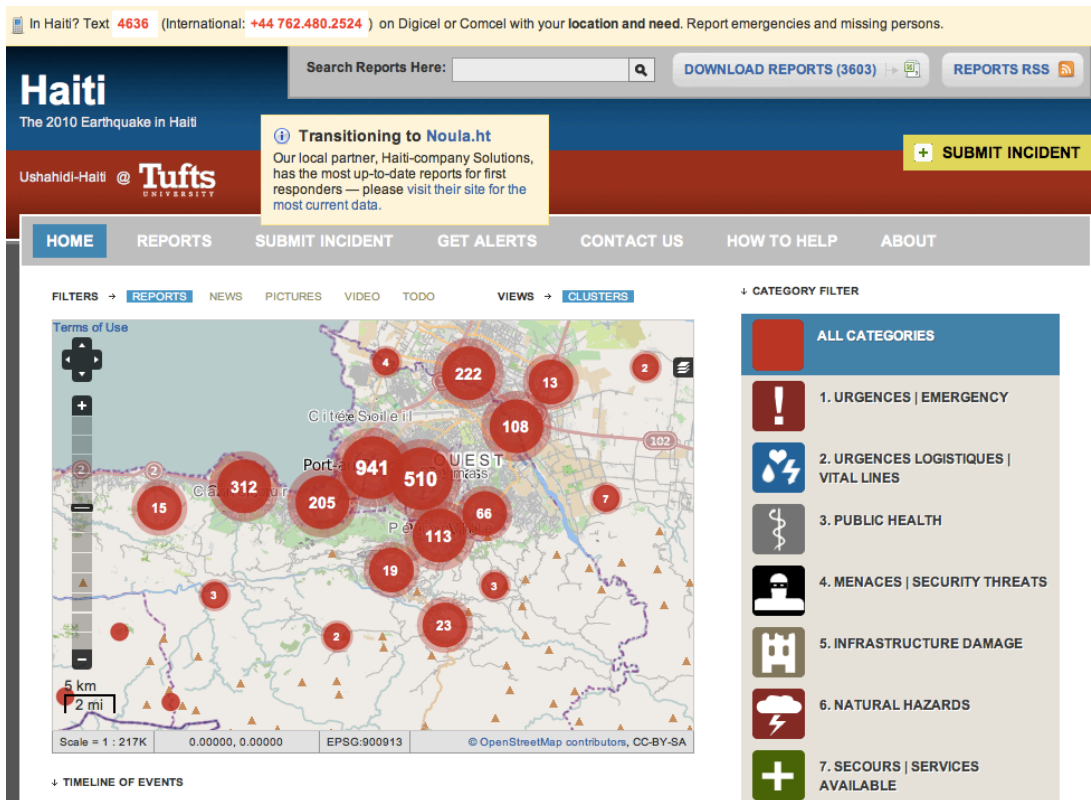 In Haiti? Text 4636 (International: +44 762.480.2524 ) on Digicel or Comcel with your location and need. Report emergencies and missing persons.
Search Reports Here:
DOWNLOAD REPORTS (3603)
REPORTS RSS
Haiti
The 2010 Earthquake in Haiti
Transitioning to Noula.ht
Our local partner, Haiti-company Solutions,
has the most up-to-date reports for first
responders — please visit their site for the
most current data.
SUBMIT INCIDENT
Ushahidi-Haiti @ Tufts
UNIVERSITY
HOME REPORTS SUBMIT INCIDENT GET ALERTS CONTACT US HOW TO HELP ABOUT
FILTERS → REPORTS NEWS PICTURES VIDEO TODO VIEWS → CLUSTERS
Terms of Use
4
222
13
2
108
Cité Soleil
102
OUEST
Port-a
941
510
2
2
312
205
15
66
7
113
19
3
3
23
2
5 km
2 mi
Scale = 1 : 217K 0.00000, 0.00000 EPSG:900913 © OpenStreetMap contributors, CC-BY-SA
↓ TIMELINE OF EVENTS
↓ CATEGORY FILTER
ALL CATEGORIES
1. URGENCES | EMERGENCY
2. URGENCES LOGISTIQUES |
VITAL LINES
3. PUBLIC HEALTH
4. MENACES | SECURITY THREATS
5. INFRASTRUCTURE DAMAGE
6. NATURAL HAZARDS
7. SECOURS | SERVICES
AVAILABLE